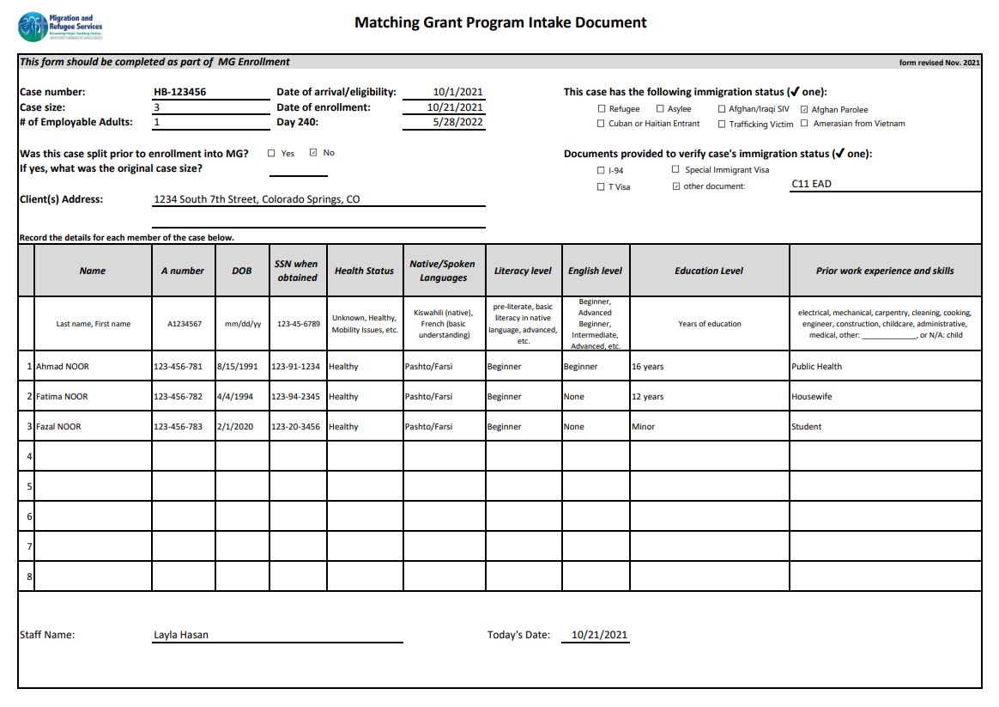 Migration and
Refugee Services
Renewing Hope, Seeking Justice.
Matching Grant Program Intake Document
This form should be completed as part of MG Enrollment form revised Nov. 2021
Case number: HB-123456 Date of arrival/eligibility: 10/1/2021 This case has the following immigration status (✓ one):
Case size: 3 Date of enrollment: 10/21/2021 ☐ Refugee ☐ Asylee ☐ Afghan/Iraqi SIV ☑ Afghan Parolee
# of Employable Adults: 1 Day 240: 5/28/2022 ☐ Cuban or Haitian Entrant ☐ Trafficking Victim ☐ Amerasian from Vietnam
Was this case split prior to enrollment into MG? ☐ Yes ☑ No Documents provided to verify case's immigration status (✓ one):
If yes, what was the original case size? ☐ I-94 ☐ Special Immigrant Visa
☐ T Visa ☑ other document: C11 EAD
Client(s) Address: 1234 South 7th Street, Colorado Springs, CO
Record the details for each member of the case below.
Name A number DOB SSN when obtained Health Status Native/Spoken Languages Literacy level English level Education Level Prior work experience and skills
Last name, First name A1234567 mm/dd/yy 123-45-6789 Unknown, Healthy, Mobility Issues, etc. Kiswahili (native), French (basic understanding) pre-literate, basic literacy in native language, advanced, etc. Beginner, Advanced Beginner, Intermediate, Advanced, etc. Years of education electrical, mechanical, carpentry, cleaning, cooking, engineer, construction, childcare, administrative, medical, other: ____________, or N/A: child
1 Ahmad NOOR 123-456-781 8/15/1991 123-91-1234 Healthy Pashto/Farsi Beginner Beginner 16 years Public Health
2 Fatima NOOR 123-456-782 4/4/1994 123-94-2345 Healthy Pashto/Farsi Beginner None 12 years Housewife
3 Fazal NOOR 123-456-783 2/1/2020 123-20-3456 Healthy Pashto/Farsi Beginner None Minor Student
4
5
6
7
8
Staff Name: Layla Hasan Today's Date: 10/21/2021